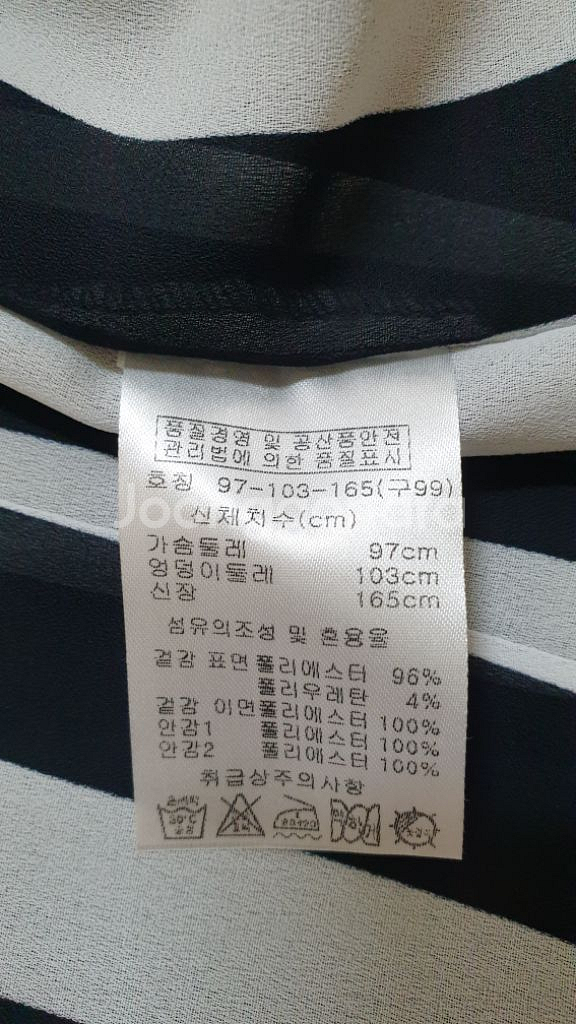 품질경영 및 공산품안전
관리법에 의한 품질표시
호칭 97-103-165(구99)
신체치수(cm)
가슴둘레 97cm
엉덩이둘레 103cm
신장 165cm
섬유의조성 및 혼용율
겉감 표면 폴리에스터 96%
폴리우레탄 4%
겉감 이면 폴리에스터 100%
안감1 폴리에스터 100%
안감2 폴리에스터 100%
취급상주의사항